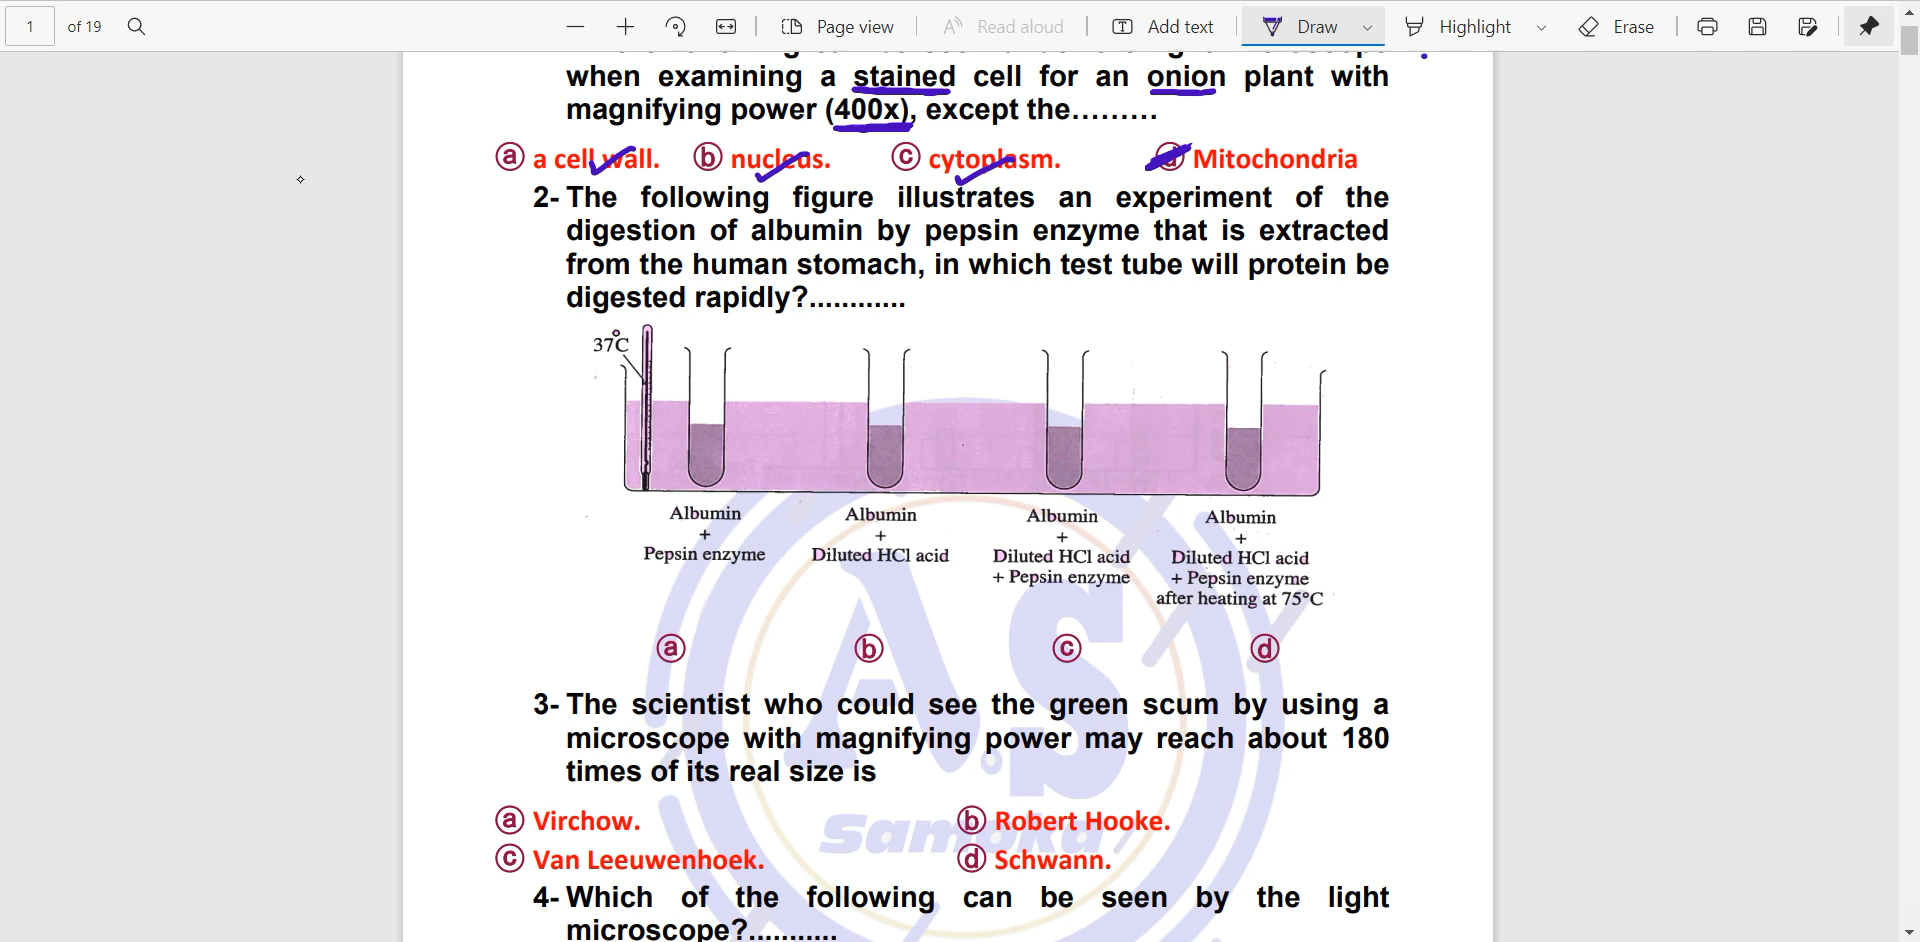 1 of 19 Page view Read aloud Add text Draw Highlight Erase
when examining a stained cell for an onion plant with
magnifying power (400x), except the………
ⓐ a cell wall. ⓑ nucleus. ⓒ cytoplasm. ⓓ Mitochondria
2- The following figure illustrates an experiment of the
digestion of albumin by pepsin enzyme that is extracted
from the human stomach, in which test tube will protein be
digested rapidly?............
37°C
Albumin
+
Pepsin enzyme
Albumin
+
Diluted HCl acid
Albumin
+
Diluted HCl acid
+ Pepsin enzyme
Albumin
+
Diluted HCl acid
+ Pepsin enzyme
after heating at 75°C
ⓐ ⓑ ⓒ ⓓ
3- The scientist who could see the green scum by using a
microscope with magnifying power may reach about 180
times of its real size is
ⓐ Virchow. ⓑ Robert Hooke.
ⓒ Van Leeuwenhoek. ⓓ Schwann.
4- Which of the following can be seen by the light
microscope?...........
A.S
Samoka